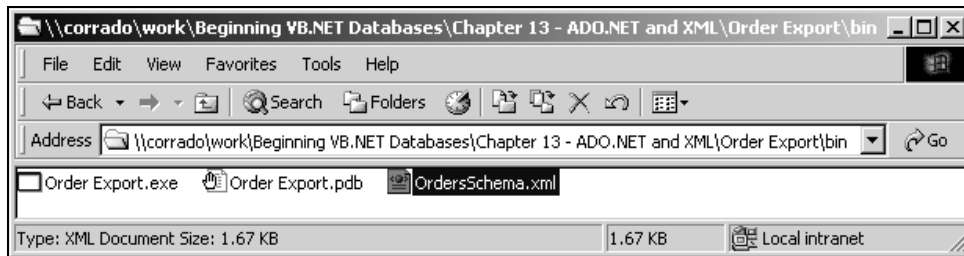 \\corrado\work\Beginning VB.NET Databases\Chapter 13 - ADO.NET and XML\Order Export\bin
File Edit View Favorites Tools Help
Back Search Folders
Address \\corrado\work\Beginning VB.NET Databases\Chapter 13 - ADO.NET and XML\Order Export\bin Go
Order Export.exe Order Export.pdb OrdersSchema.xml
Type: XML Document Size: 1.67 KB 1.67 KB Local intranet